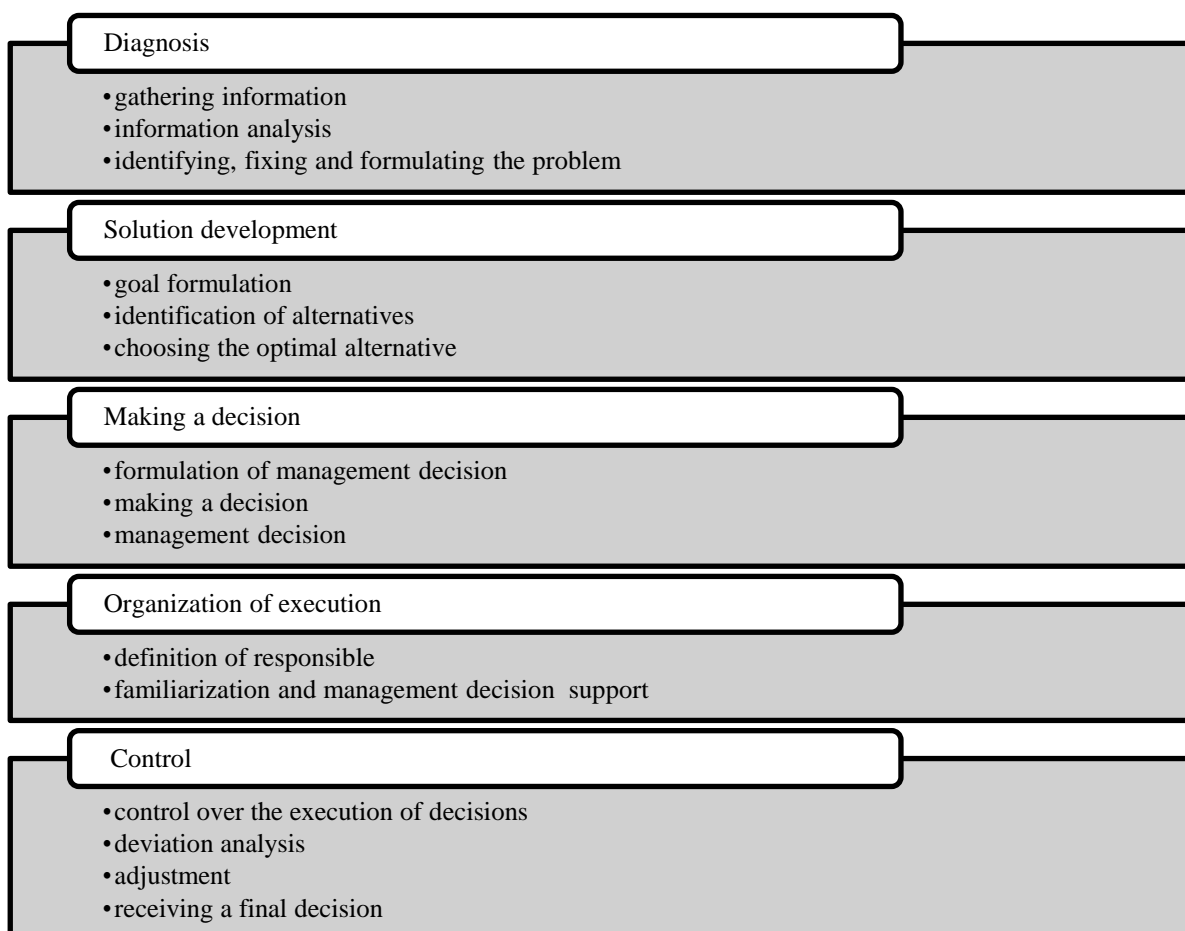 Diagnosis
•gathering information
•information analysis
•identifying, fixing and formulating the problem
Solution development
•goal formulation
•identification of alternatives
•choosing the optimal alternative
Making a decision
•formulation of management decision
•making a decision
•management decision
Organization of execution
•definition of responsible
•familiarization and management decision  support
Control
•control over the execution of decisions
•deviation analysis
•adjustment
•receiving a final decision